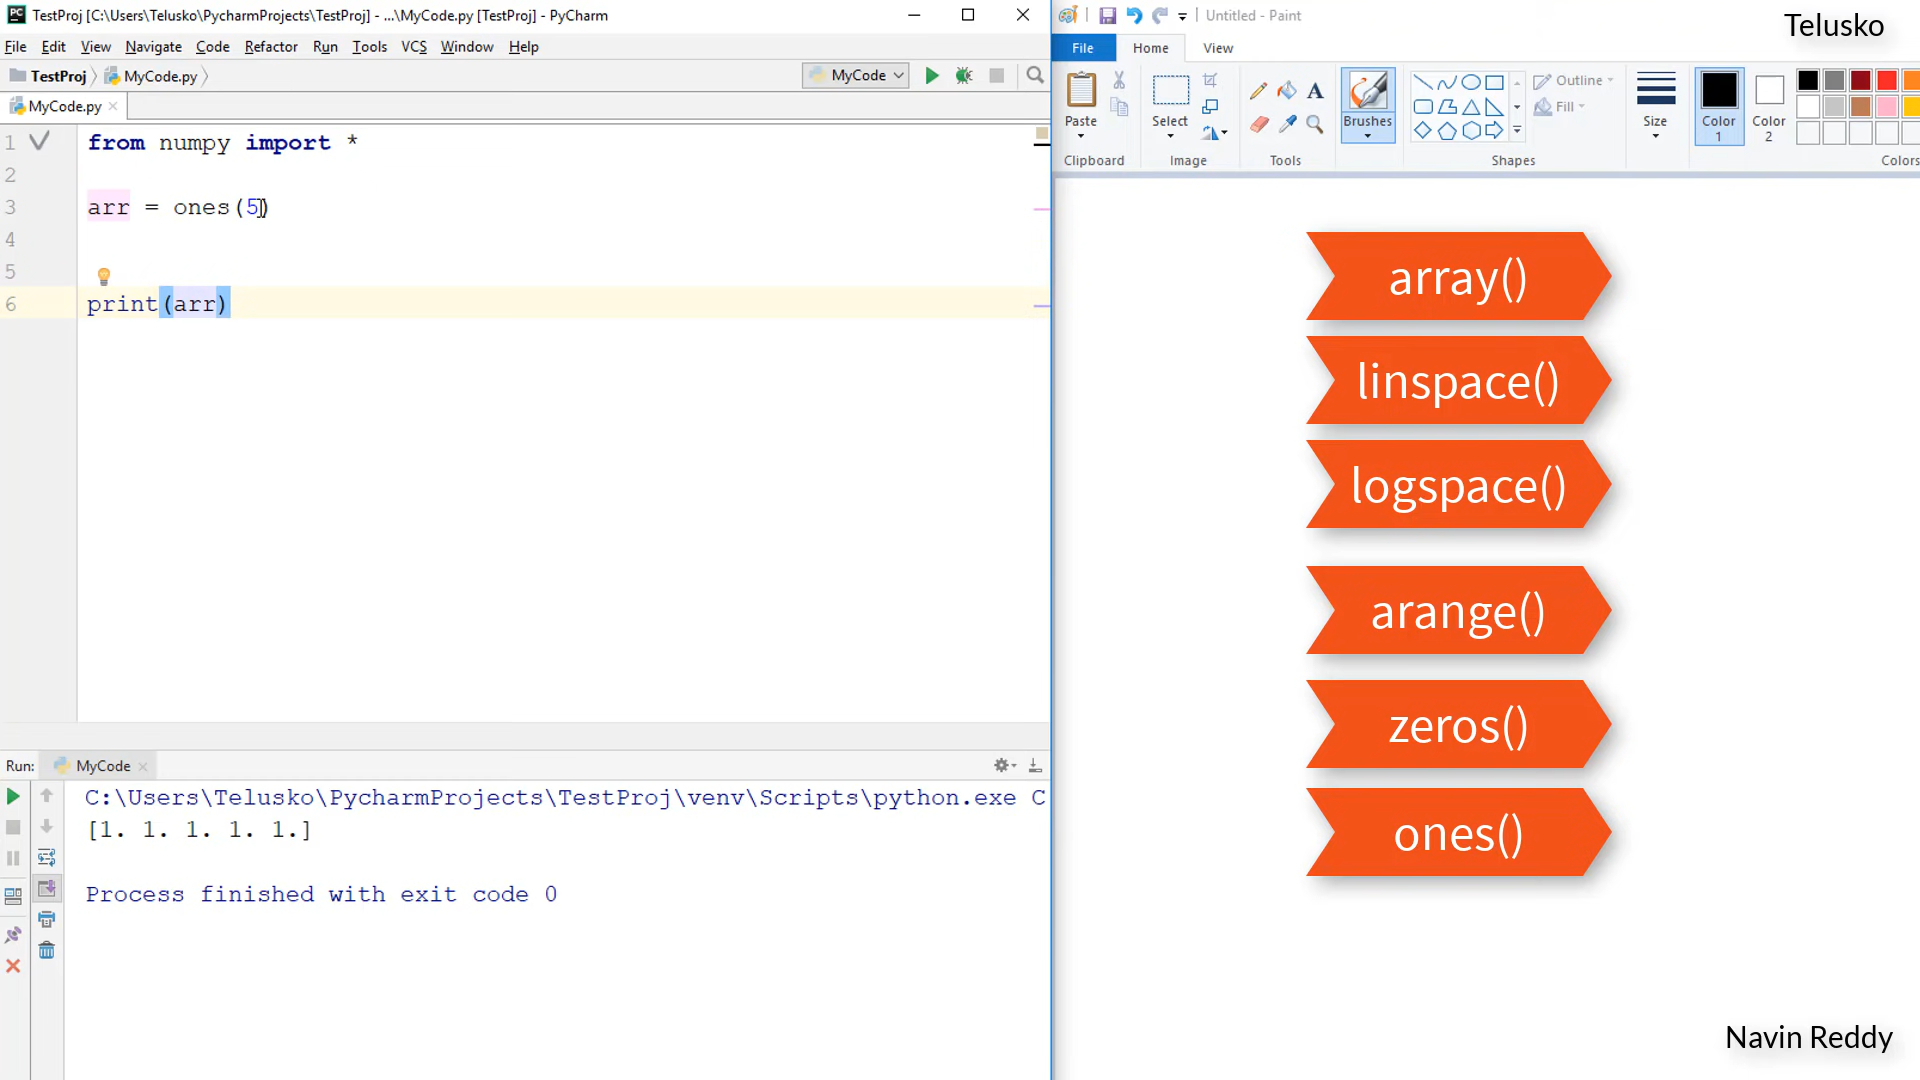 TestProj [C:\Users\Telusko\PycharmProjects\TestProj] - ...\MyCode.py [TestProj] - PyCharm
File Edit View Navigate Code Refactor Run Tools VCS Window Help
TestProj MyCode.py
MyCode
MyCode.py
1 from numpy import *
2
3 arr = ones(5)
4
5
6 print(arr)
Run: MyCode
C:\Users\Telusko\PycharmProjects\TestProj\venv\Scripts\python.exe C
[1. 1. 1. 1. 1.]
Process finished with exit code 0
Untitled - Paint
File Home View
Paste
Clipboard
Select
Image
Tools
Brushes
Shapes
Outline
Fill
Size
Color 1
Color 2
Colors
Telusko
array()
linspace()
logspace()
arange()
zeros()
ones()
Navin Reddy